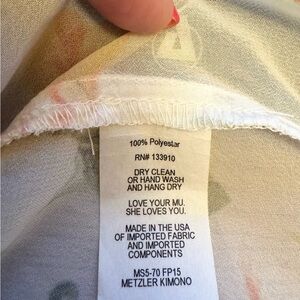 100% Polyester
RN# 133910
DRY CLEAN
OR HAND WASH
AND HANG DRY
LOVE YOUR MU.
SHE LOVES YOU.
MADE IN THE USA
OF IMPORTED FABRIC
AND IMPORTED
COMPONENTS
MS5-70 FP15
METZLER KIMONO